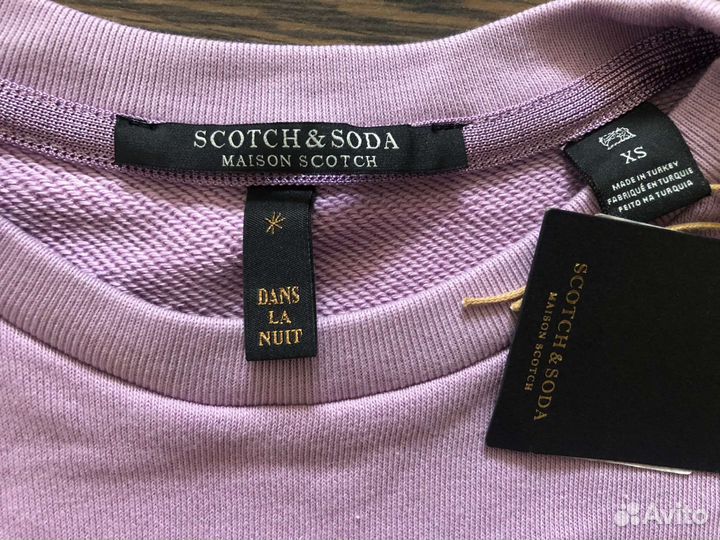 SCOTCH & SODA
MAISON SCOTCH
XS
MADE IN TURKEY
FABRIQUÉ EN TURQUIE
FEITO NA TURQUIA
DANS
LA
NUIT
SCOTCH & SODA
MAISON SCOTCH
Avito